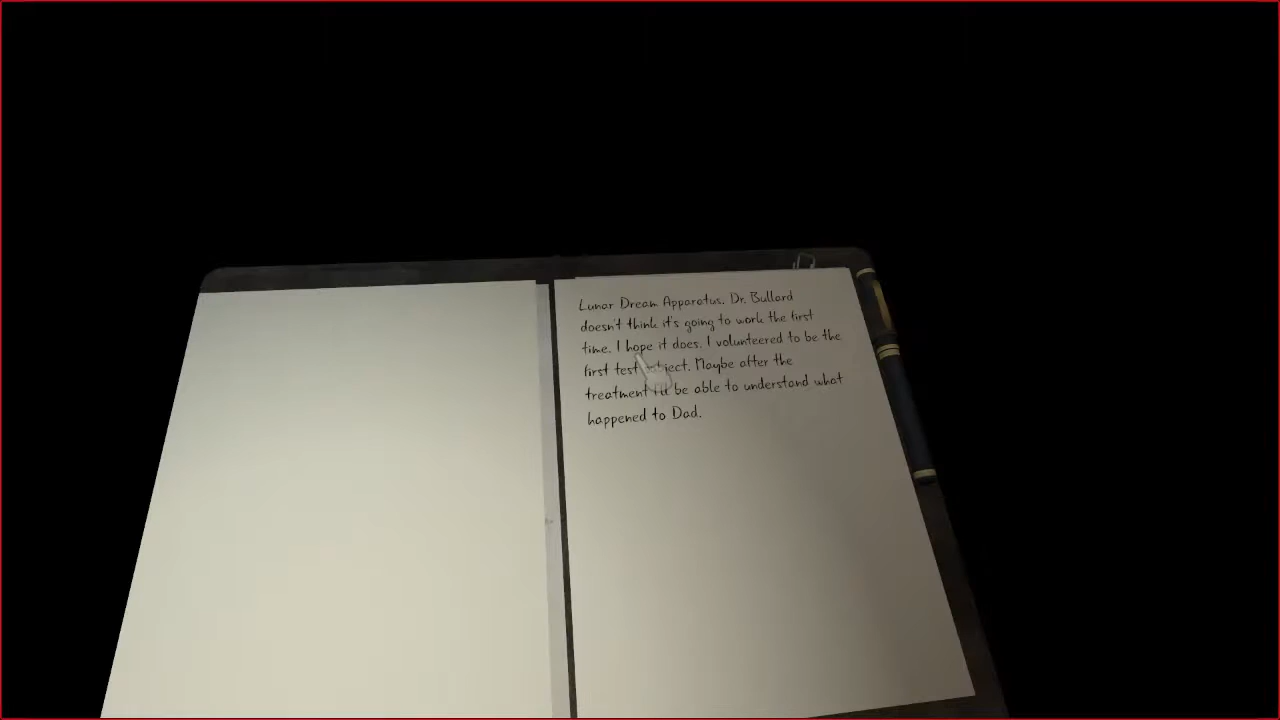 Lunar Dream Apparatus. Dr. Bullard
doesn't think it's going to work the first
time. I hope it does. I volunteered to be the
first test subject. Maybe after the
treatment I'll be able to understand what
happened to Dad.